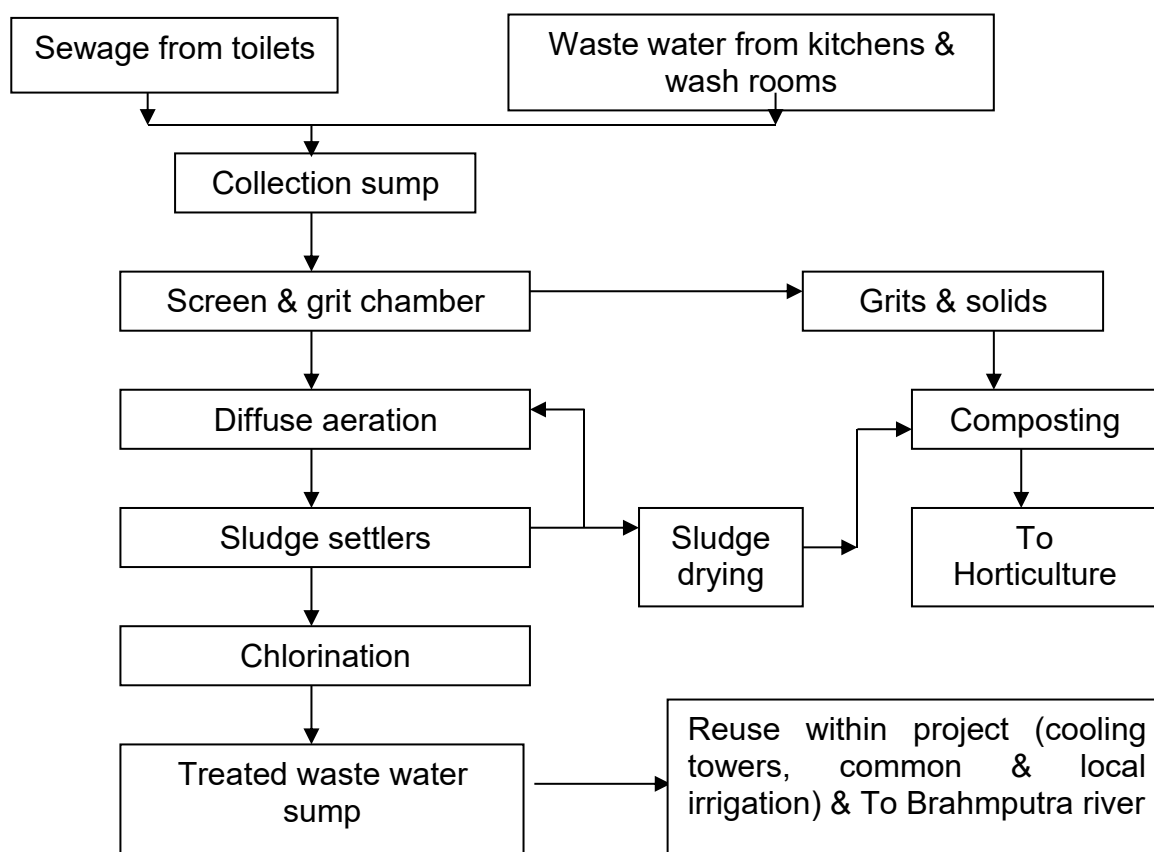 Sewage from toilets
Waste water from kitchens &
wash rooms
Collection sump
Screen & grit chamber
Grits & solids
Diffuse aeration
Composting
Sludge settlers
Sludge
drying
To
Horticulture
Chlorination
Treated waste water
sump
Reuse within project (cooling
towers, common & local
irrigation) & To Brahmputra river